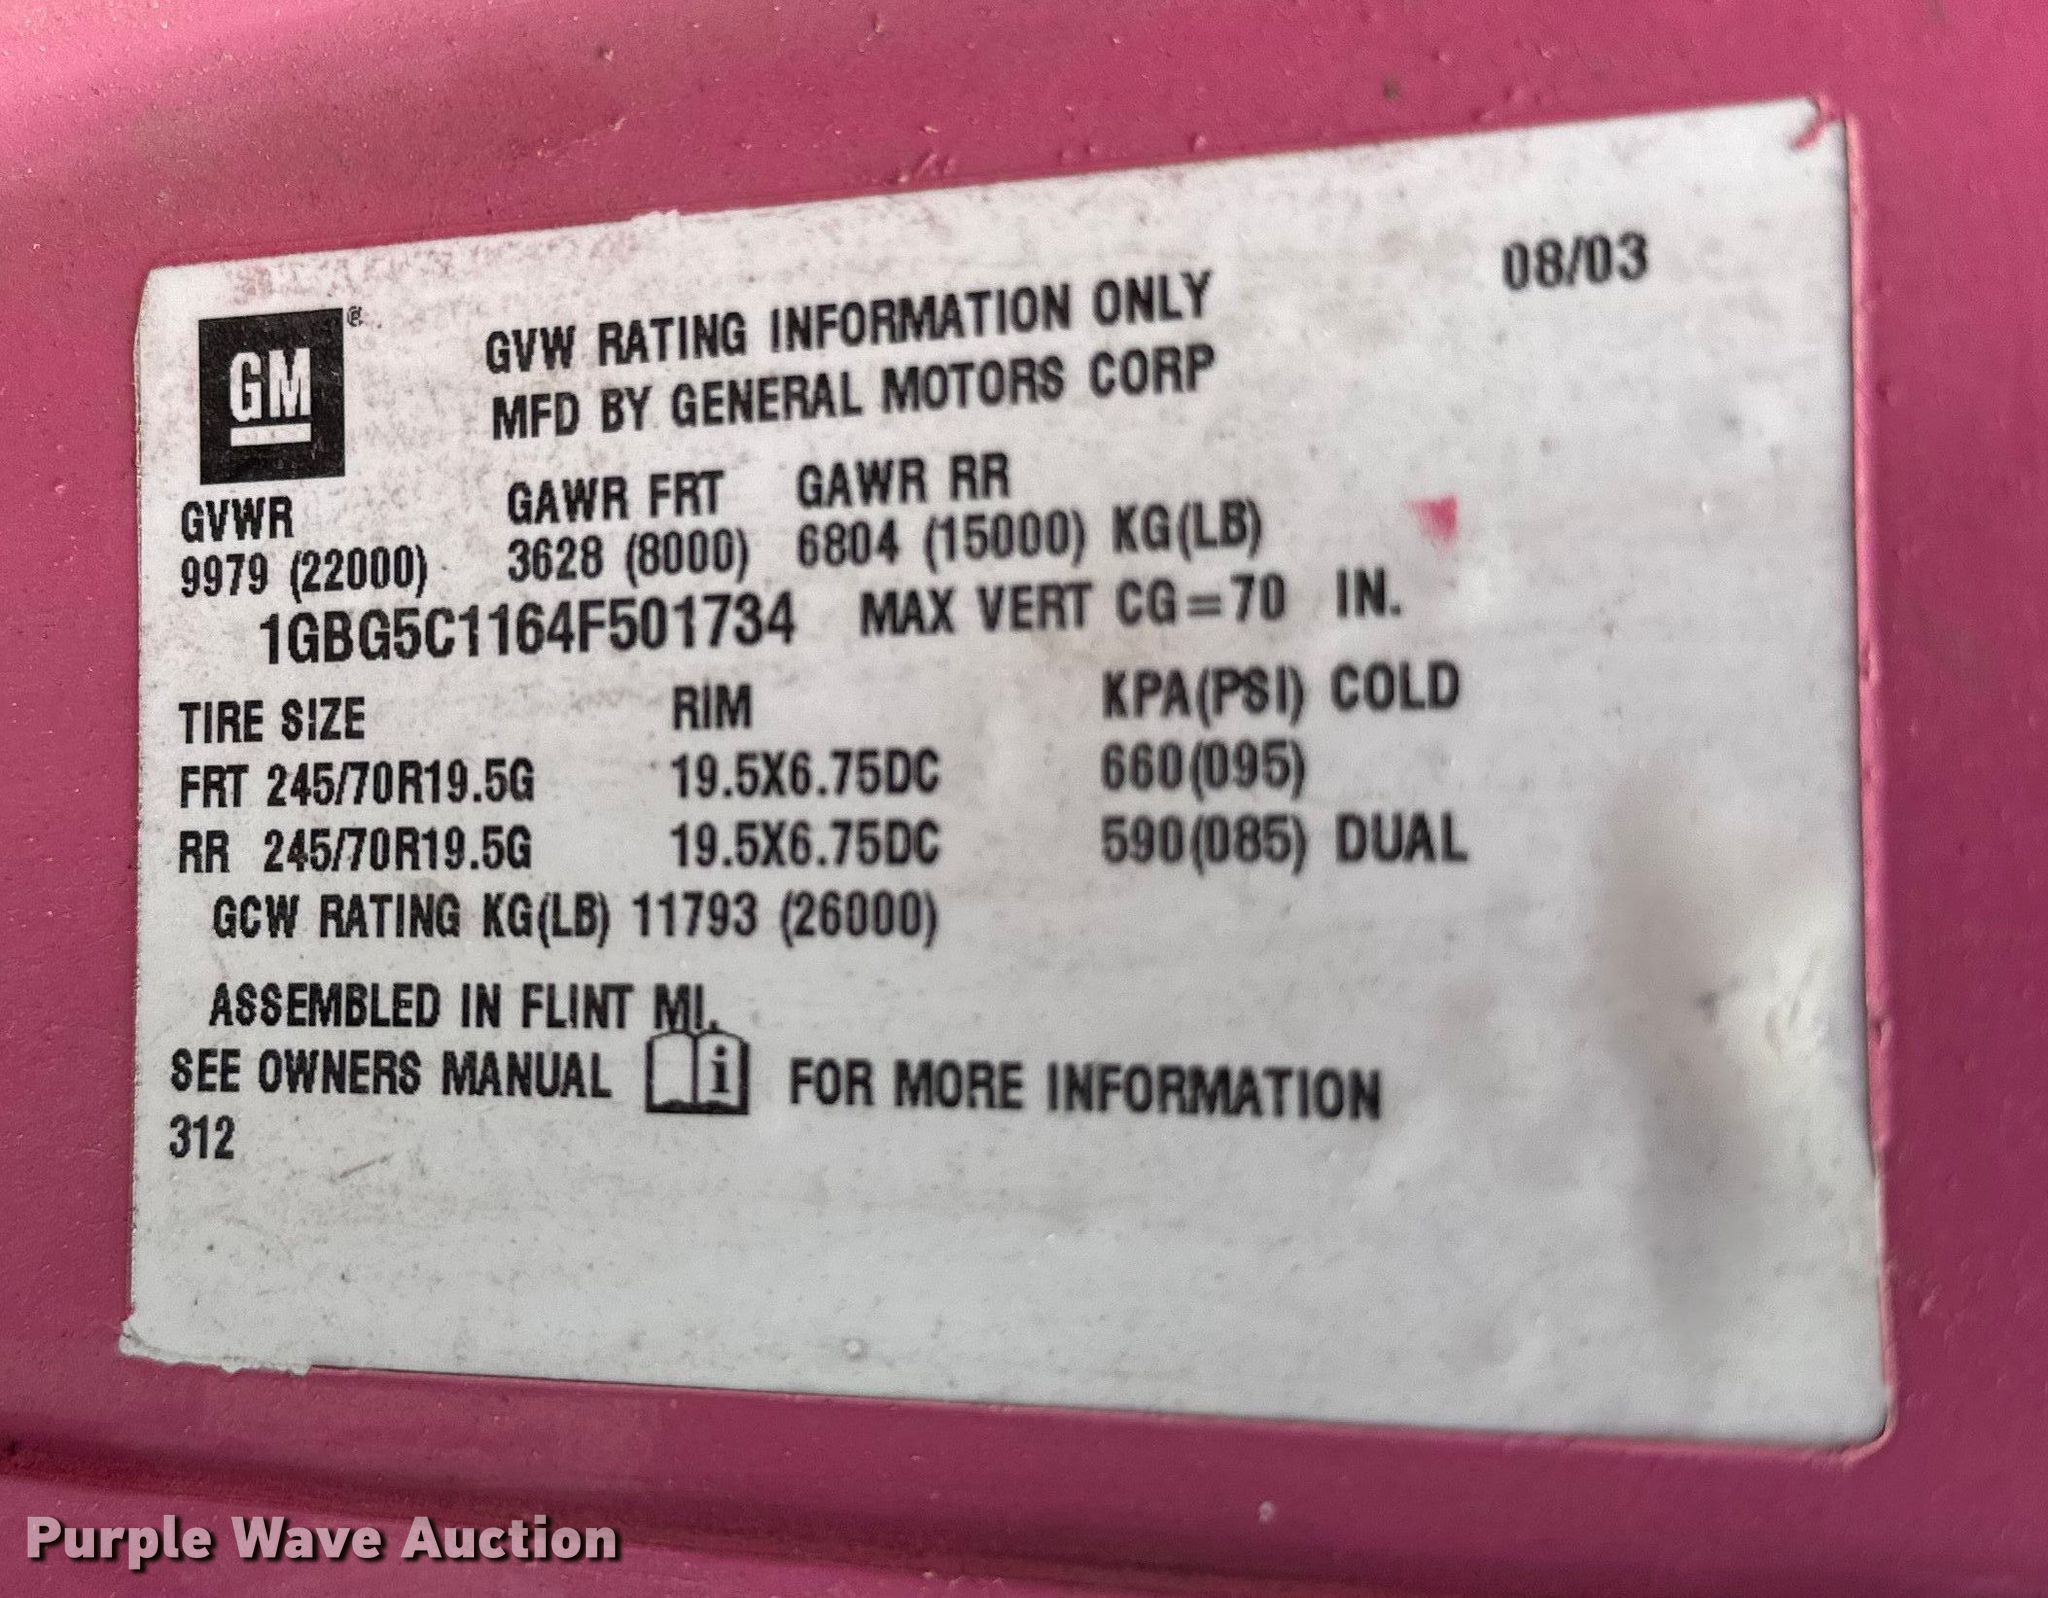 08/03
GM®
GVW RATING INFORMATION ONLY
MFD BY GENERAL MOTORS CORP
GVWR GAWR FRT GAWR RR
9979 (22000) 3628 (8000) 6804 (15000) KG(LB)
1GBG5C1164F501734 MAX VERT CG=70 IN.
TIRE SIZE RIM KPA(PSI) COLD
FRT 245/70R19.5G 19.5X6.75DC 660(095)
RR 245/70R19.5G 19.5X6.75DC 590(085) DUAL
GCW RATING KG(LB) 11793 (26000)
ASSEMBLED IN FLINT MI.
SEE OWNERS MANUAL i FOR MORE INFORMATION
312
Purple Wave Auction